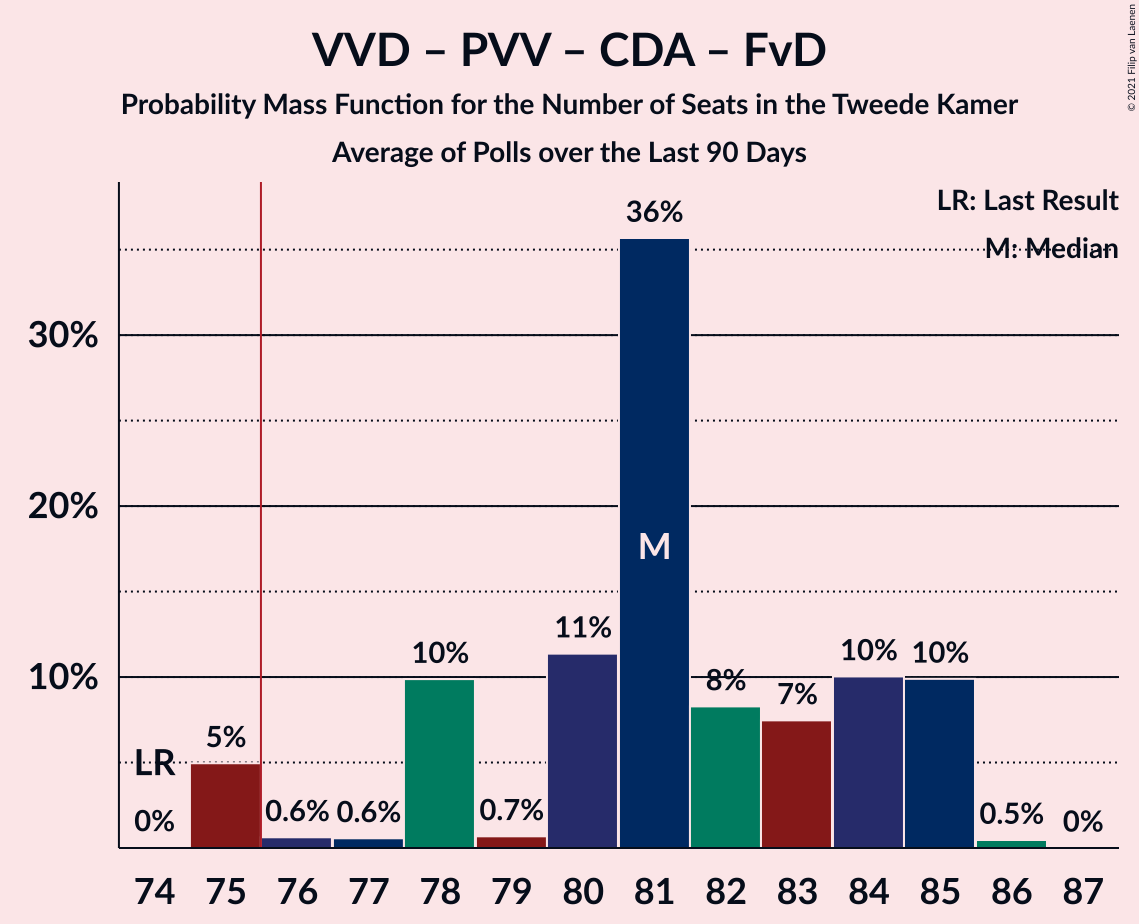 VVD – PVV – CDA – FvD
Probability Mass Function for the Number of Seats in the Tweede Kamer
Average of Polls over the Last 90 Days
© 2021 Filip van Laenen
LR: Last Result
M: Median
30%
20%
10%
LR
0%
5%
0.6%
0.6%
10%
0.7%
11%
36%
M
8%
7%
10%
10%
0.5%
0%
74 75 76 77 78 79 80 81 82 83 84 85 86 87